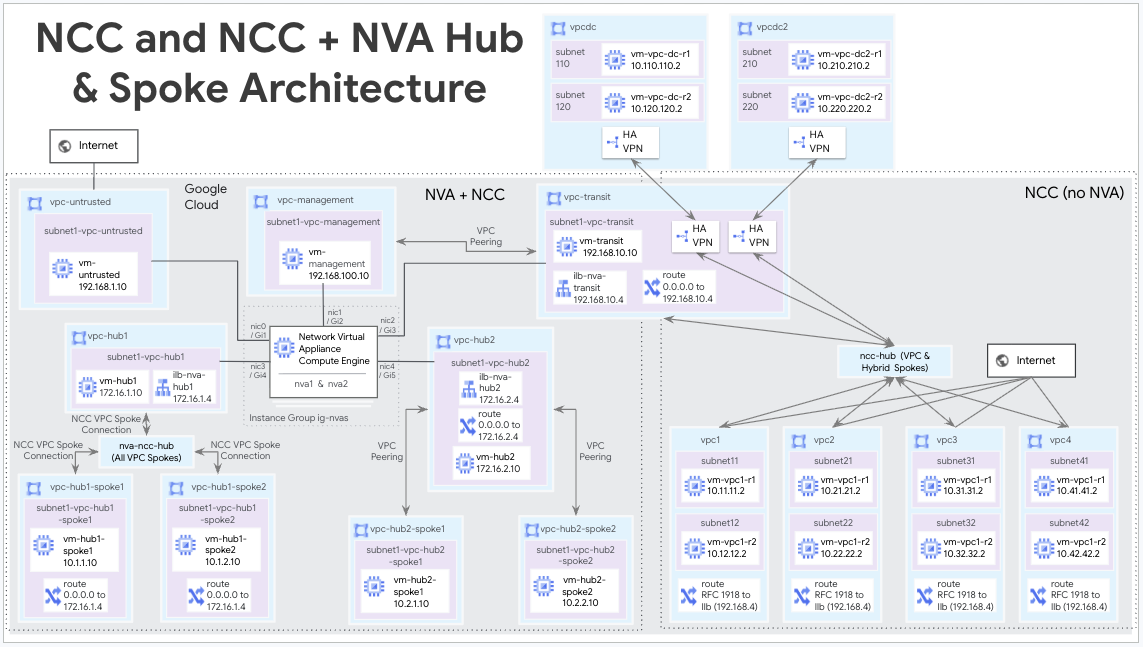 NCC and NCC + NVA Hub
& Spoke Architecture
vpcdc
subnet
110
vm-vpc-dc-r1
10.110.110.2
subnet
120
vm-vpc-dc-r2
10.120.120.2
HA
VPN
vpcdc2
subnet
210
vm-vpc-dc2-r1
10.210.210.2
subnet
220
vm-vpc-dc2-r2
10.220.220.2
HA
VPN
Internet
Google
Cloud
NVA + NCC
NCC (no NVA)
vpc-untrusted
subnet1-vpc-untrusted
vm-
untrusted
192.168.1.10
vpc-management
subnet1-vpc-management
vm-
management
192.168.100.10
VPC
Peering
vpc-transit
subnet1-vpc-transit
vm-transit
192.168.10.10
HA
VPN
HA
VPN
ilb-nva-
transit
192.168.10.4
route
0.0.0.0 to
192.168.10.4
nic0
/ Gi1
nic1
/ Gi2
nic2
/ Gi3
nic3
/ Gi4
nic4
/ Gi5
Network Virtual
Appliance
Compute Engine
nva1 & nva2
Instance Group ig-nvas
vpc-hub1
subnet1-vpc-hub1
vm-hub1
172.16.1.10
ilb-nva-
hub1
172.16.1.4
NCC VPC Spoke
Connection
NCC VPC Spoke
Connection
nva-ncc-hub
(All VPC Spokes)
NCC VPC Spoke
Connection
vpc-hub1-spoke1
subnet1-vpc-hub1
-spoke1
vm-hub1-
spoke1
10.1.1.10
route
0.0.0.0 to
172.16.1.4
vpc-hub1-spoke2
subnet1-vpc-hub1
-spoke2
vm-hub1-
spoke2
10.1.2.10
route
0.0.0.0 to
172.16.1.4
vpc-hub2
subnet1-vpc-hub2
ilb-nva-
hub2
172.16.2.4
route
0.0.0.0 to
172.16.2.4
vm-hub2
172.16.2.10
VPC
Peering
VPC
Peering
vpc-hub2-spoke1
subnet1-vpc-hub2
-spoke1
vm-hub2-
spoke1
10.2.1.10
vpc-hub2-spoke2
subnet1-vpc-hub2
-spoke2
vm-hub2-
spoke2
10.2.2.10
ncc-hub (VPC &
Hybrid Spokes)
Internet
vpc1
subnet11
vm-vpc1-r1
10.11.11.2
subnet12
vm-vpc1-r2
10.12.12.2
route
RFC 1918 to
Ilb (192.168.4)
vpc2
subnet21
vm-vpc1-r1
10.21.21.2
subnet22
vm-vpc1-r2
10.22.22.2
route
RFC 1918 to
Ilb (192.168.4)
vpc3
subnet31
vm-vpc1-r1
10.31.31.2
subnet32
vm-vpc1-r2
10.32.32.2
route
RFC 1918 to
Ilb (192.168.4)
vpc4
subnet41
vm-vpc1-r1
10.41.41.2
subnet42
vm-vpc1-r2
10.42.42.2
route
RFC 1918 to
Ilb (192.168.4)